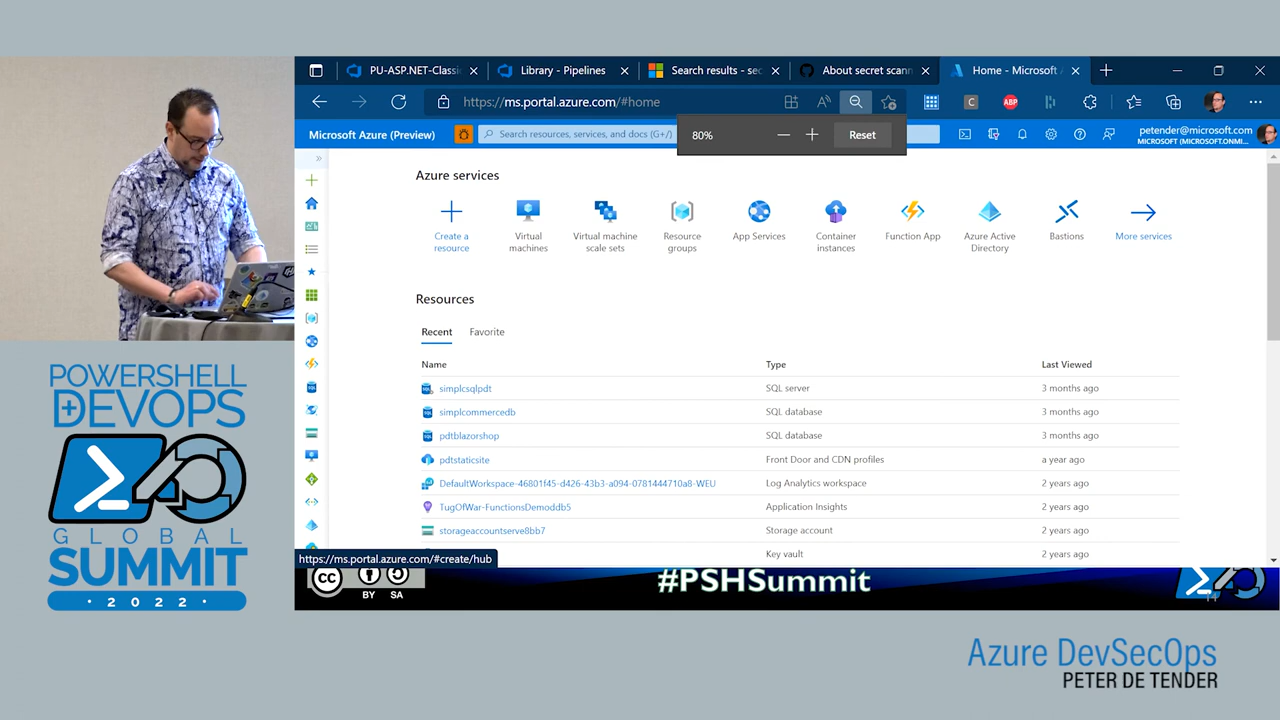 PU-ASP.NET-Classi
Library - Pipelines
Search results - sec
About secret scann
Home - Microsoft
https://ms.portal.azure.com/#home
80%
Reset
Microsoft Azure (Preview)
Search resources, services, and docs (G+/)
petender@microsoft.com
MICROSOFT (MICROSOFT.ONMI...
Azure services
Create a
resource
Virtual
machines
Virtual machine
scale sets
Resource
groups
App Services
Container
instances
Function App
Azure Active
Directory
Bastions
More services
Resources
Recent
Favorite
Name
Type
Last Viewed
simplcsqlpdt
SQL server
3 months ago
simplcommercedb
SQL database
3 months ago
pdtblazorshop
SQL database
3 months ago
pdtstaticsite
Front Door and CDN profiles
a year ago
DefaultWorkspace-46801f45-d426-43b3-a094-0781444710a8-WEU
Log Analytics workspace
2 years ago
TugOfWar-FunctionsDemoddb5
Application Insights
2 years ago
storageaccountserve8bb7
Storage account
2 years ago
Key vault
2 years ago
https://ms.portal.azure.com/#create/hub
CC
BY SA
#PSHSummit
14
POWERSHELL
+ DEVOPS
GLOBAL
SUMMIT
· 2 0 2 2 ·
Azure DevSecOps
PETER DE TENDER